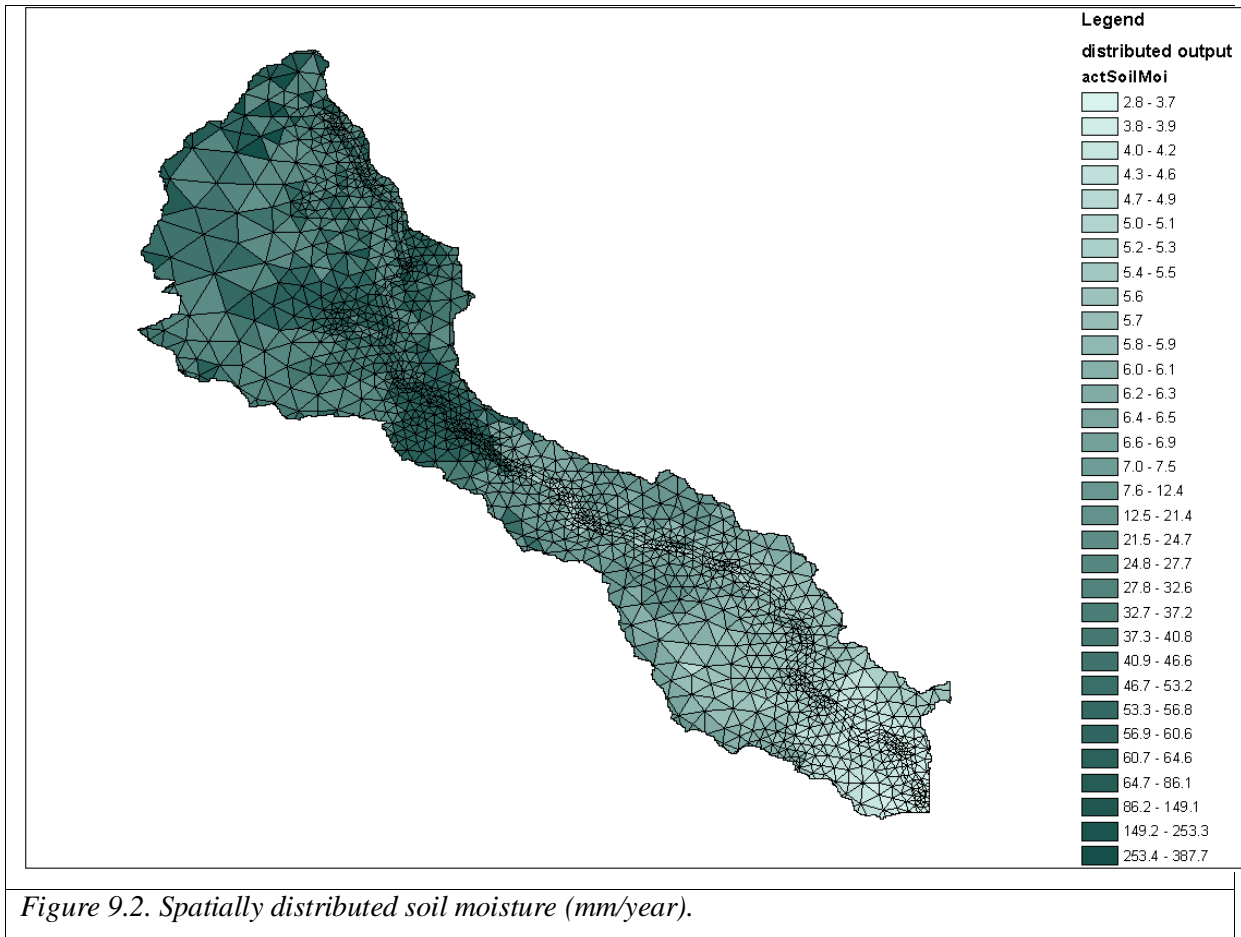 Legend
distributed output
actSoilMoi
2.8 - 3.7
3.8 - 3.9
4.0 - 4.2
4.3 - 4.6
4.7 - 4.9
5.0 - 5.1
5.2 - 5.3
5.4 - 5.5
5.6
5.7
5.8 - 5.9
6.0 - 6.1
6.2 - 6.3
6.4 - 6.5
6.6 - 6.9
7.0 - 7.5
7.6 - 12.4
12.5 - 21.4
21.5 - 24.7
24.8 - 27.7
27.8 - 32.6
32.7 - 37.2
37.3 - 40.8
40.9 - 46.6
46.7 - 53.2
53.3 - 56.8
56.9 - 60.6
60.7 - 64.6
64.7 - 86.1
86.2 - 149.1
149.2 - 253.3
253.4 - 387.7
Figure 9.2. Spatially distributed soil moisture (mm/year).